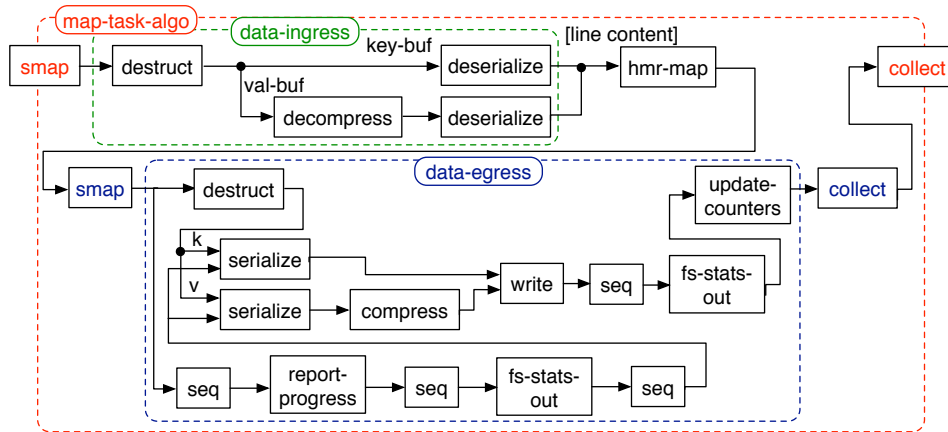 map-task-algo
data-ingress
smap
destruct
key-buf
deserialize
[line content]
hmr-map
collect
val-buf
decompress
deserialize
data-egress
smap
destruct
update-
counters
collect
k
serialize
v
serialize
compress
write
seq
fs-stats-
out
seq
report-
progress
seq
fs-stats-
out
seq